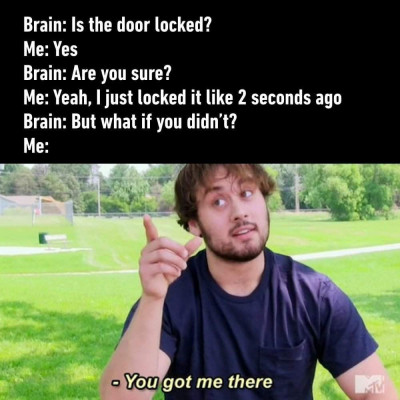 Brain: Is the door locked?
Me: Yes
Brain: Are you sure?
Me: Yeah, I just locked it like 2 seconds ago
Brain: But what if you didn't?
Me:
- You got me there
MTV